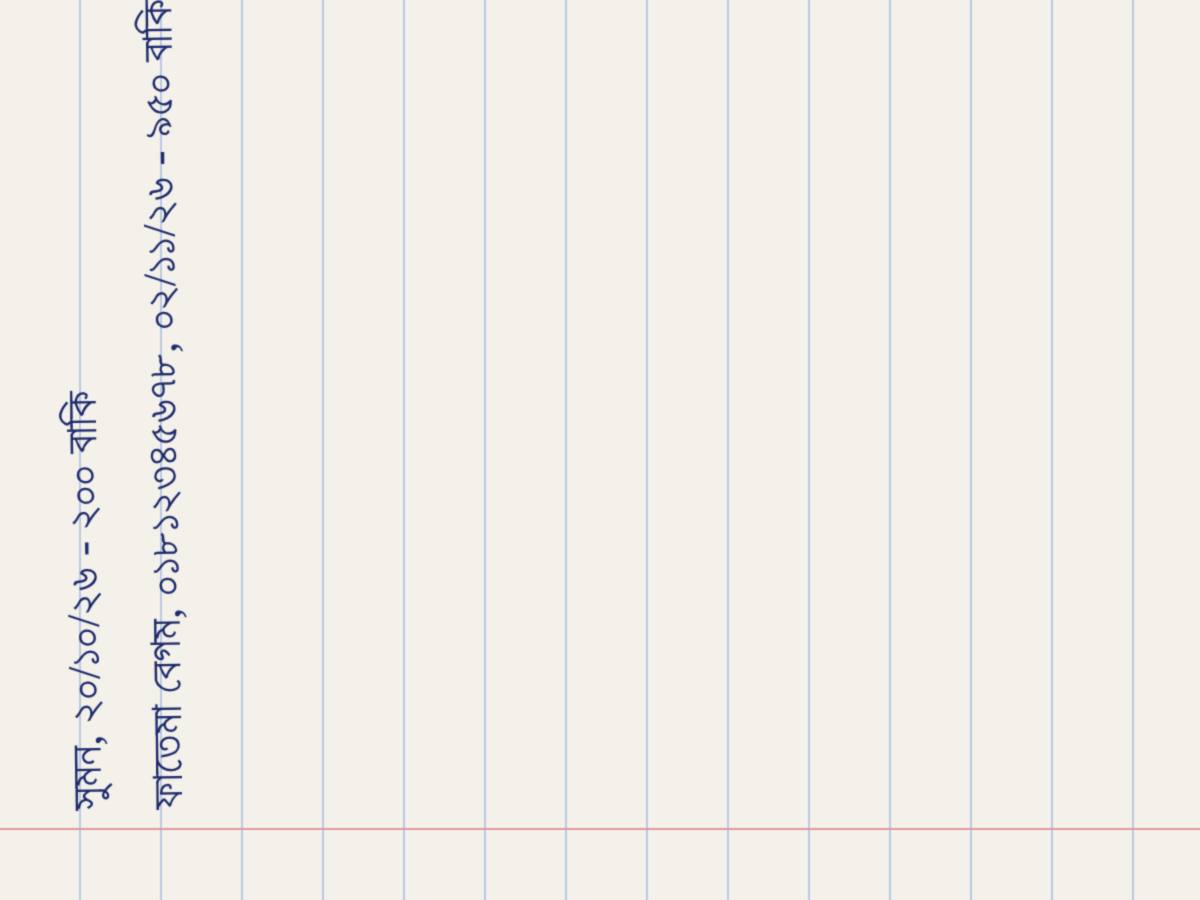 সুমন, ২০/১০/২৬ - ২০০ বাকি
ফাতেমা বেগম, ০১৮১২৩৪৫৬৭৮, ০২/১১/২৬ - ৯৫০ বাকি